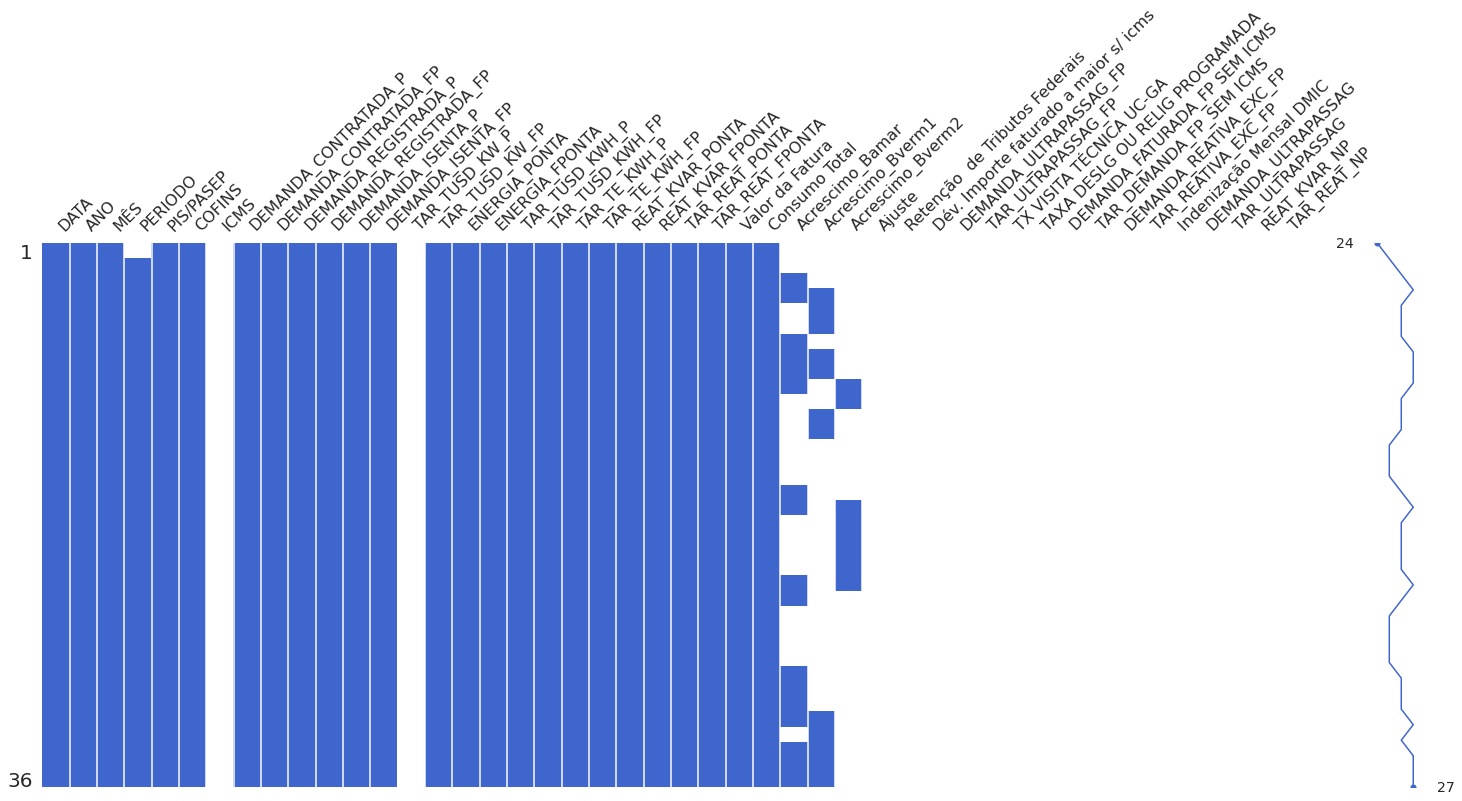 DATA
ANO
MÊS
PERIODO
PIS/PASEP
COFINS
ICMS
DEMANDA_CONTRATADA_P
DEMANDA_CONTRATADA_FP
DEMANDA_REGISTRADA_P
DEMANDA_REGISTRADA_FP
DEMANDA_ISENTA_P
DEMANDA_ISENTA_FP
TAR_TUSD_KW_P
TAR_TUSD_KW_FP
ENERGIA_PONTA
ENERGIA_FPONTA
TAR_TUSD_KWH_P
TAR_TUSD_KWH_FP
TAR_TE_KWH_P
TAR_TE_KWH_FP
REAT_KVAR_PONTA
REAT_KVAR_FPONTA
TAR_REAT_PONTA
TAR_REAT_FPONTA
Valor da Fatura
Consumo Total
Acrescimo_Bamar
Acrescimo_Bverm1
Acrescimo_Bverm2
Ajuste
Retenção  de Tributos Federais
Dév. Importe faturado a maior s/ icms
DEMANDA_ULTRAPASSAG_FP
TAR_ULTRAPASSAG_FP
TX VISITA TÉCNICA UC-GA
TAXA DESLG OU RELIG PROGRAMADA
DEMANDA_FATURADA_FP SEM ICMS
TAR_DEMANDA_FP_SEM ICMS
DEMANDA_REATIVA_EXC_FP
TAR_REATIVA_EXC_FP
Indenização Mensal DMIC
DEMANDA_ULTRAPASSAG
TAR_ULTRAPASSAG
REAT_KVAR_NP
TAR_REAT_NP
1
24
36
27